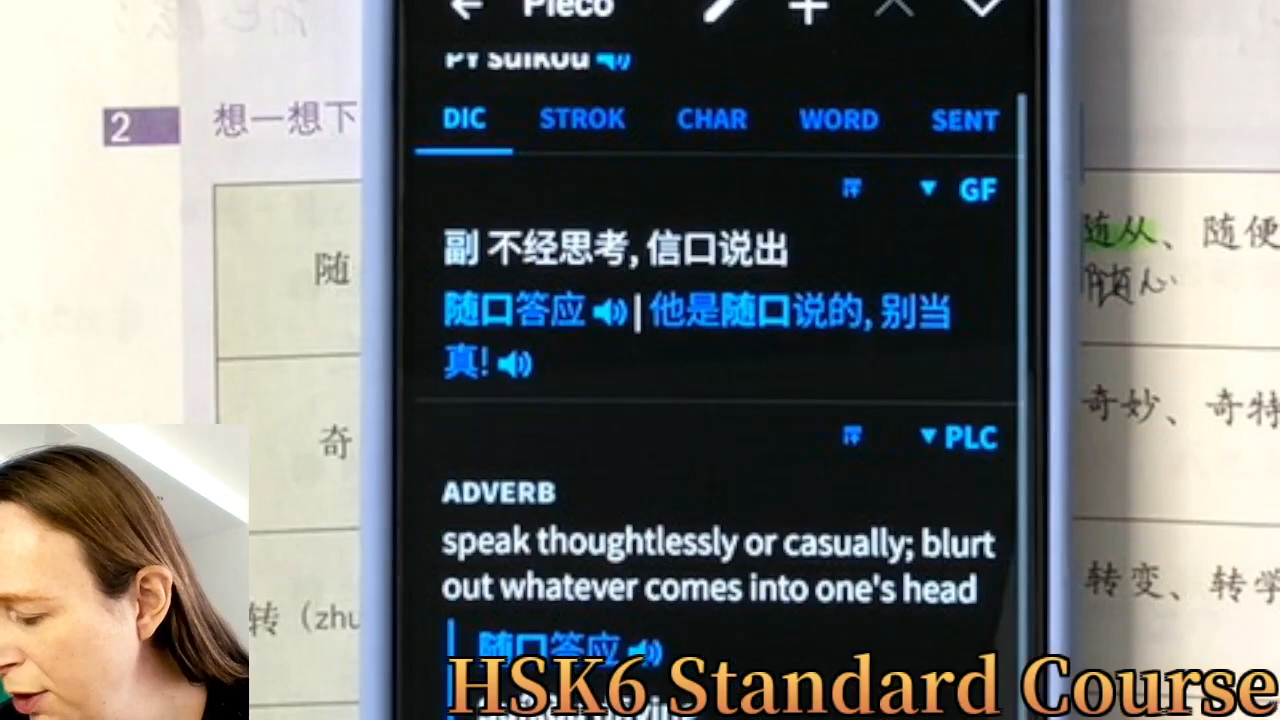 Pleco
PY suíkǒu
2 想一想下
DIC STROK CHAR WORD SENT
GF
副 不经思考, 信口说出
随口答应 | 他是随口说的, 别当
真!
PLC
ADVERB
speak thoughtlessly or casually; blurt
out whatever comes into one's head
随口答应
随
随从、随便
随心
奇
奇妙、奇特
转（zhu
转变、转学
HSK6 Standard Course